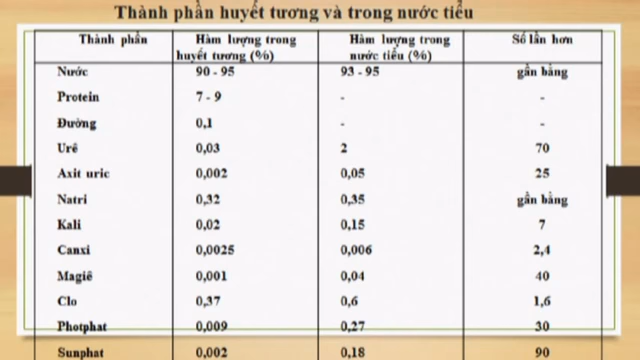 Thành phần huyết tương và trong nước tiểu
Thành phần Hàm lượng trong huyết tương (%) Hàm lượng trong nước tiểu (%) Số lần hơn
Nước 90 - 95 93 - 95 gần bằng
Protein 7 - 9 - -
Đường 0,1 - -
Urê 0,03 2 70
Axit uric 0,002 0,05 25
Natri 0,32 0,35 gần bằng
Kali 0,02 0,15 7
Canxi 0,0025 0,006 2,4
Magiê 0,001 0,04 40
Clo 0,37 0,6 1,6
Photphat 0,009 0,27 30
Sunphat 0,002 0,18 90